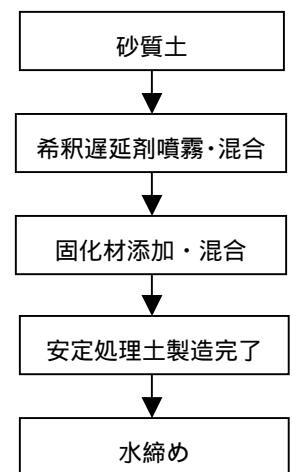 砂質土
希釈遅延剤噴霧・混合
固化材添加・混合
安定処理土製造完了
水締め